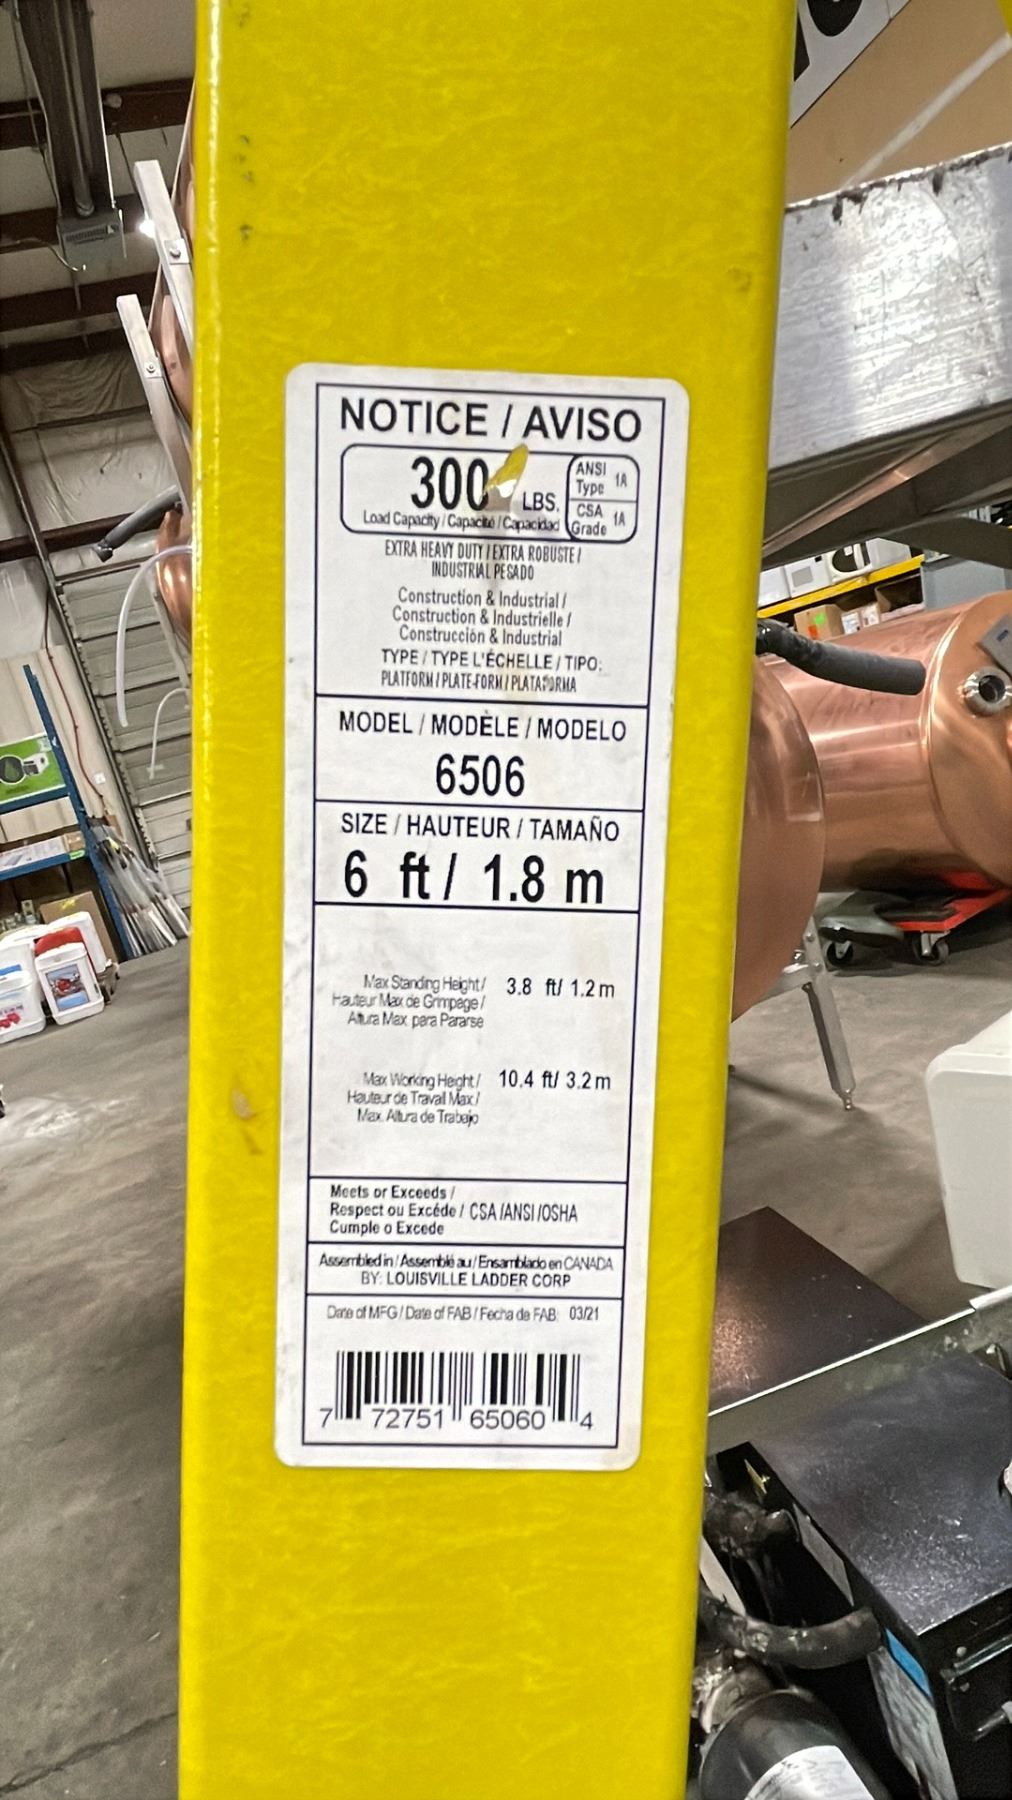 NOTICE / AVISO
300 LBS.
Load Capacity / Capacité / Capacidad
ANSI Type 1A
CSA Grade 1A
EXTRA HEAVY DUTY / EXTRA ROBUSTE /
INDUSTRIAL PESADO
Construction & Industrial /
Construction & Industrielle /
Construcción & Industrial
TYPE / TYPE L'ÉCHELLE / TIPO:
PLATFORM / PLATE-FORM / PLATAFORMA
MODEL / MODÈLE / MODELO
6506
SIZE / HAUTEUR / TAMAÑO
6 ft / 1.8 m
Max Standing Height / 3.8 ft/ 1.2 m
Hauteur Max de Grimpage /
Altura Max para Pararse
Max Working Height / 10.4 ft/ 3.2 m
Hauteur de Travail Max /
Max. Altura de Trabajo
Meets or Exceeds /
Respect ou Excéde / CSA /ANSI /OSHA
Cumple o Excede
Assembled in / Assemblé au / Ensamblado en CANADA
BY: LOUISVILLE LADDER CORP
Date of MFG / Date of FAB / Fecha de FAB: 03/21
7 72751 65060 4